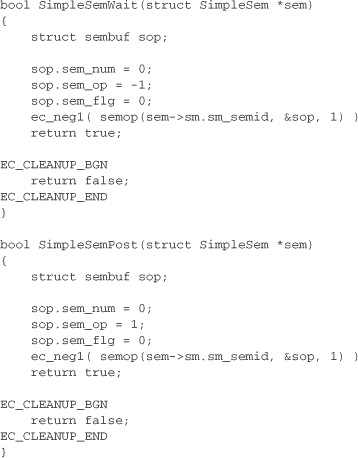 bool SimpleSemWait(struct SimpleSem *sem)
{
    struct sembuf sop;

    sop.sem_num = 0;
    sop.sem_op = -1;
    sop.sem_flg = 0;
    ec_neg1( semop(sem->sm.sm_semid, &sop, 1) )
    return true;

EC_CLEANUP_BGN
    return false;
EC_CLEANUP_END
}

bool SimpleSemPost(struct SimpleSem *sem)
{
    struct sembuf sop;

    sop.sem_num = 0;
    sop.sem_op = 1;
    sop.sem_flg = 0;
    ec_neg1( semop(sem->sm.sm_semid, &sop, 1) )
    return true;

EC_CLEANUP_BGN
    return false;
EC_CLEANUP_END
}